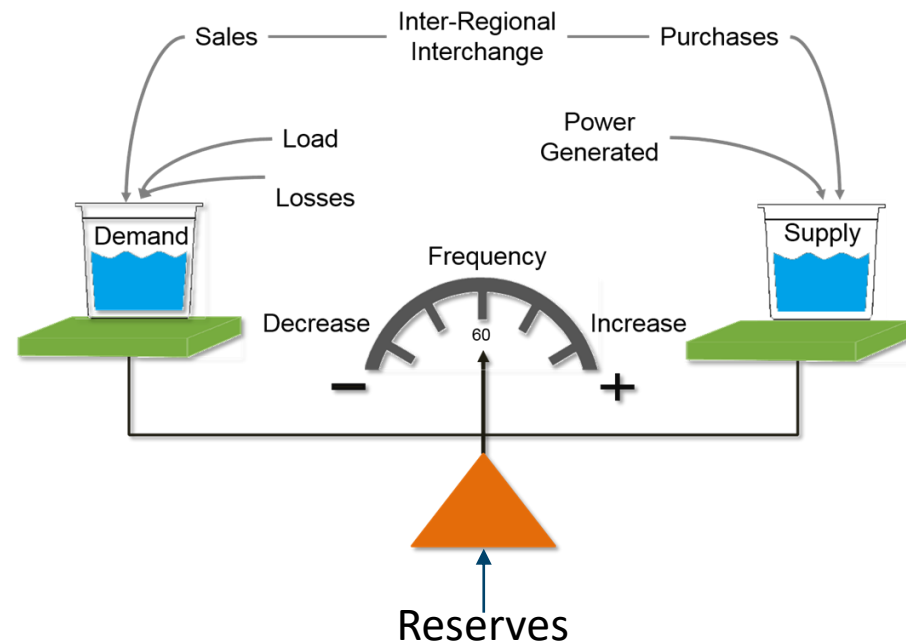 Sales
Inter-Regional
Interchange
Purchases
Load
Losses
Power
Generated
Demand
Supply
Frequency
Decrease
60
Increase
–
+
Reserves